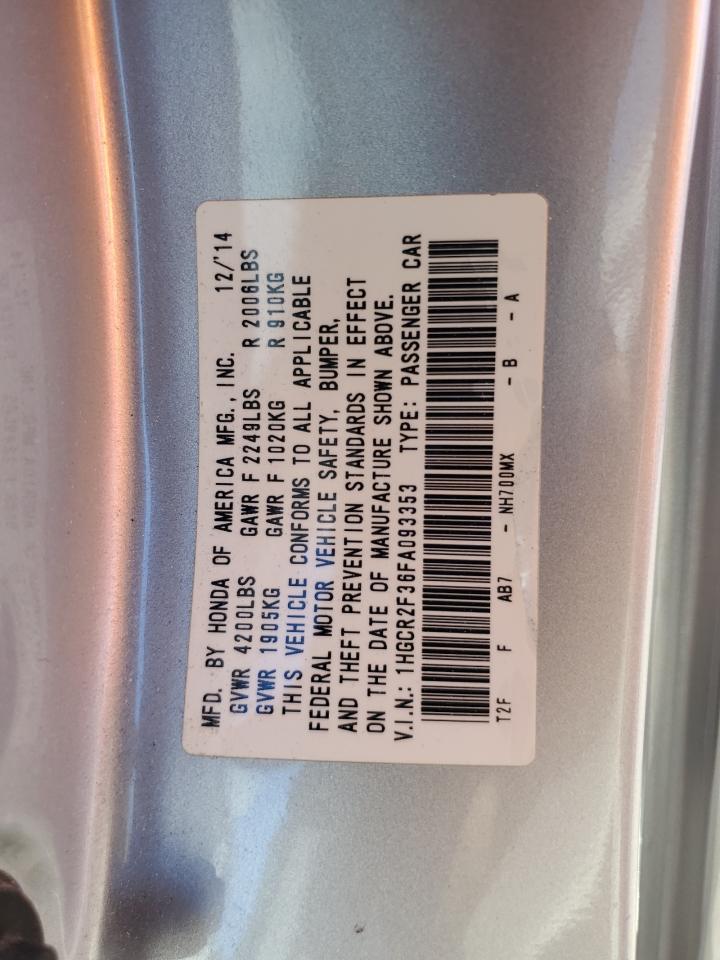 MFD. BY HONDA OF AMERICA MFG., INC. 12/'14
GVWR 4200LBS GAWR F 2249LBS R 2006LBS
GVWR 1905KG GAWR F 1020KG R 910KG
THIS VEHICLE CONFORMS TO ALL APPLICABLE
FEDERAL MOTOR VEHICLE SAFETY, BUMPER,
AND THEFT PREVENTION STANDARDS IN EFFECT
ON THE DATE OF MANUFACTURE SHOWN ABOVE.
V.I.N.: 1HGCR2F36FA093353 TYPE: PASSENGER CAR
T2F F AB7 - NH700MX - B - A